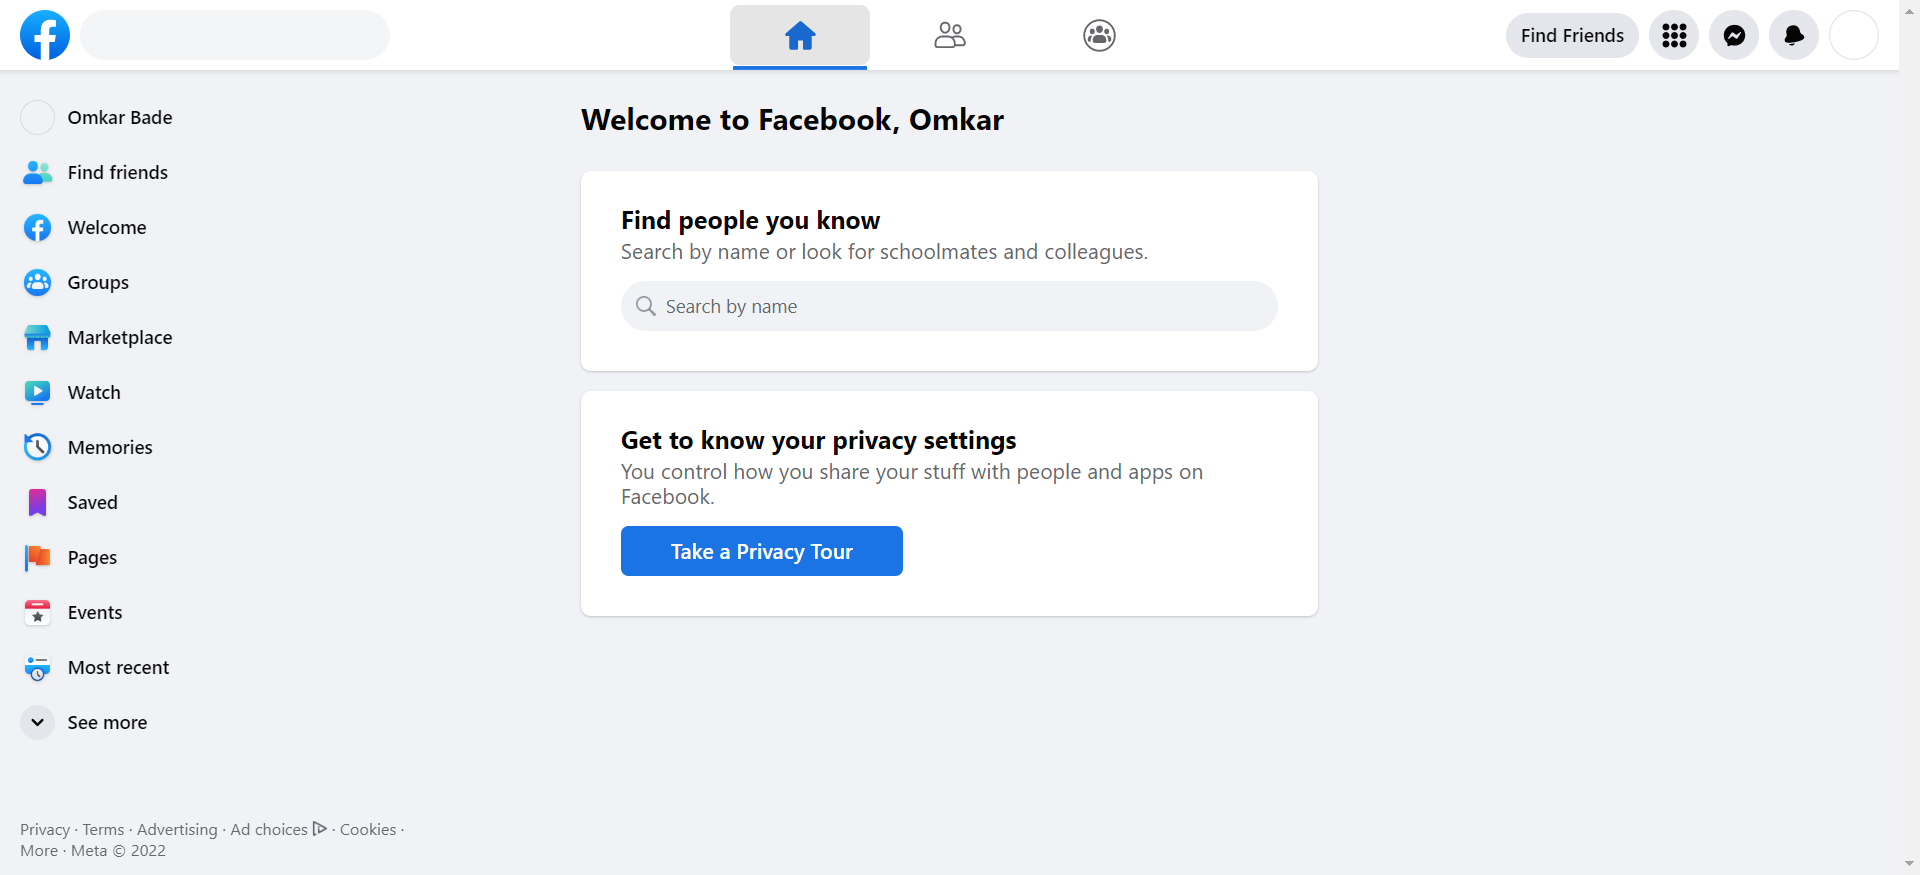 Find Friends
Omkar Bade
Find friends
Welcome
Groups
Marketplace
Watch
Memories
Saved
Pages
Events
Most recent
See more
Privacy · Terms · Advertising · Ad choices · Cookies ·
More · Meta © 2022
Welcome to Facebook, Omkar
Find people you know
Search by name or look for schoolmates and colleagues.
Search by name
Get to know your privacy settings
You control how you share your stuff with people and apps on
Facebook.
Take a Privacy Tour